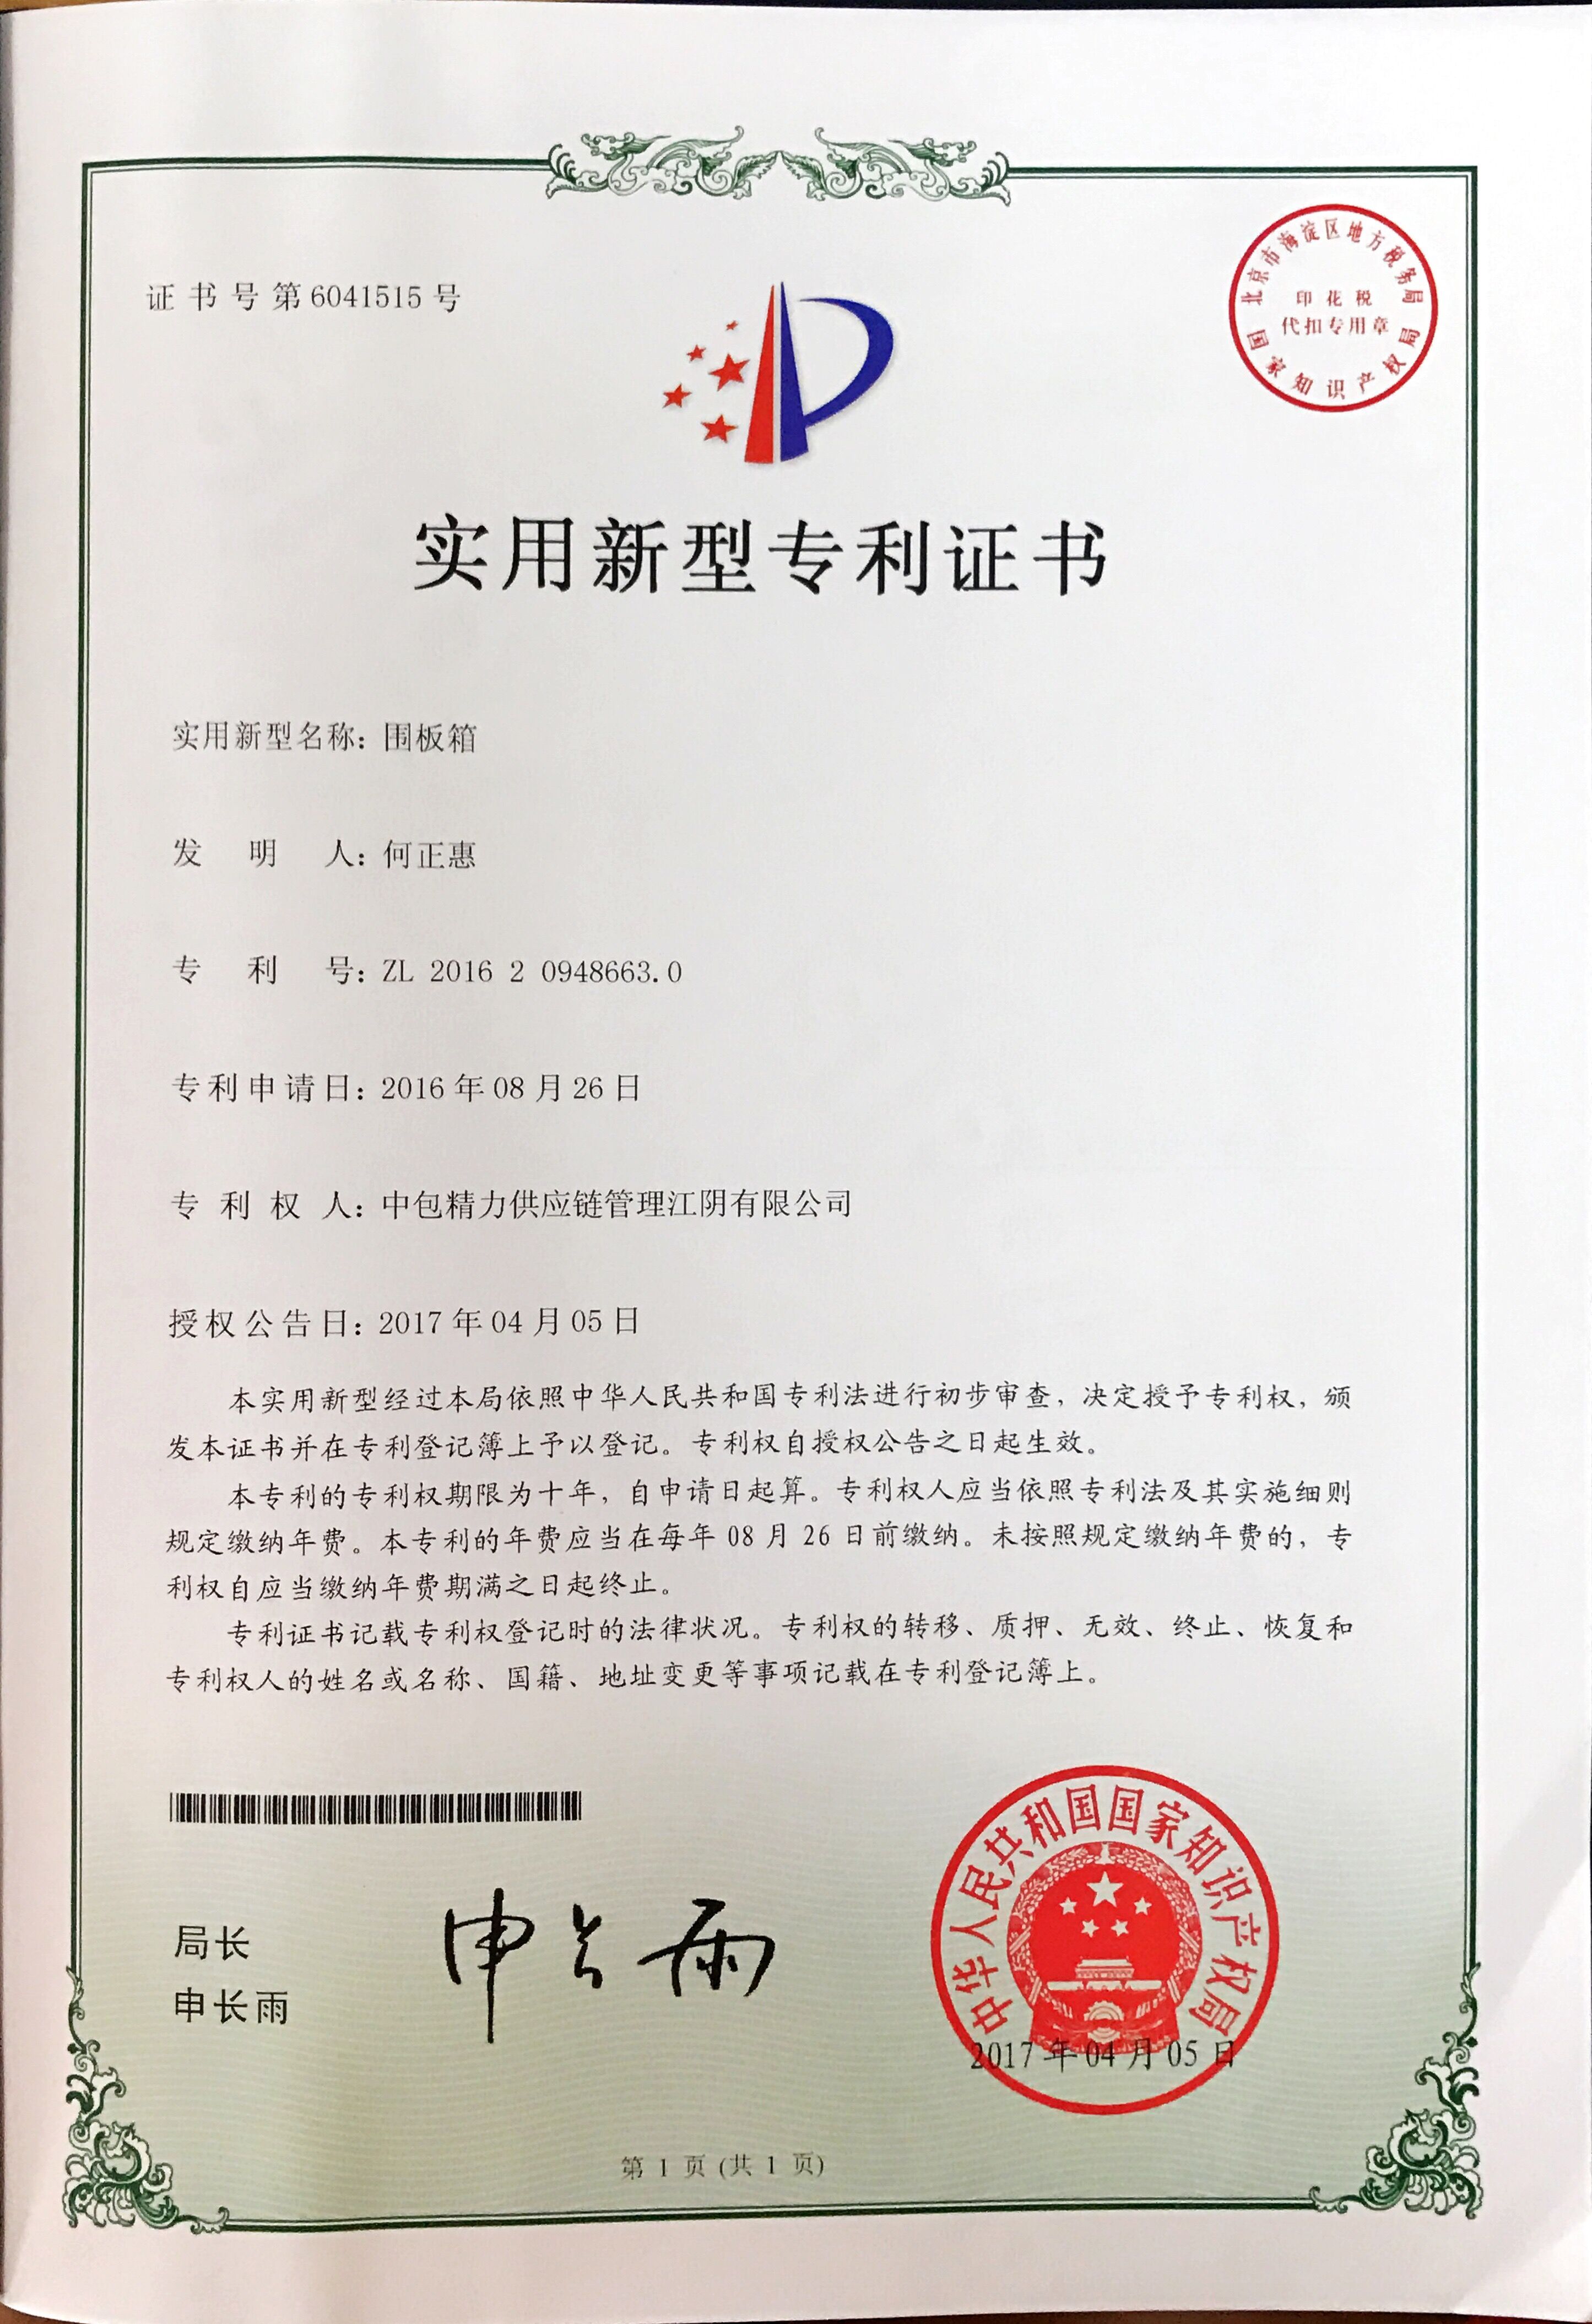 证书号第6041515号
北京市海淀区地方税务局
印花税
代扣专用章
国家知识产权局
实用新型专利证书
实用新型名称：围板箱
发明人：何正惠
专利号：ZL 2016 2 0948663.0
专利申请日：2016年08月26日
专利权人：中包精力供应链管理江阴有限公司
授权公告日：2017年04月05日
本实用新型经过本局依照中华人民共和国专利法进行初步审查，决定授予专利权，颁
发本证书并在专利登记簿上予以登记。专利权自授权公告之日起生效。
本专利的专利权期限为十年，自申请日起算。专利权人应当依照专利法及其实施细则
规定缴纳年费。本专利的年费应当在每年08月26日前缴纳。未按照规定缴纳年费的，专
利权自应当缴纳年费期满之日起终止。
专利证书记载专利权登记时的法律状况。专利权的转移、质押、无效、终止、恢复和
专利权人的姓名或名称、国籍、地址变更等事项记载在专利登记簿上。
局长
申长雨
申长雨
中华人民共和国国家知识产权局
2017年04月05日
第1页(共1页)